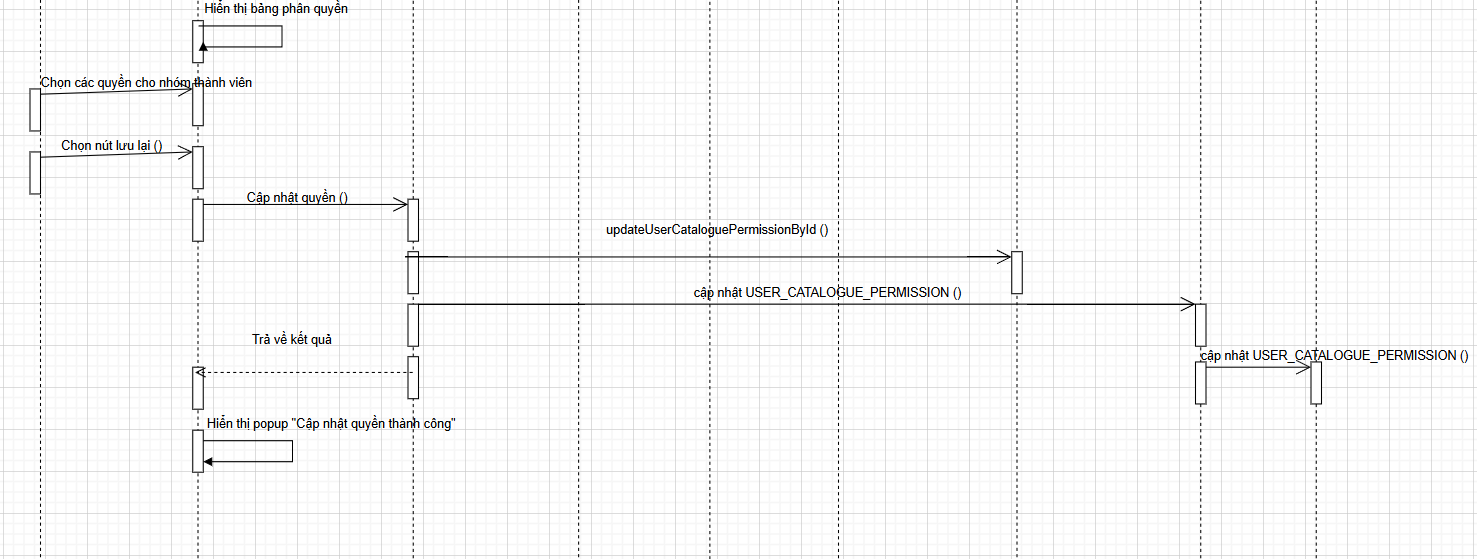 Hiển thị bảng phân quyền
Chọn các quyền cho nhóm thành viên
Chọn nút lưu lại ()
Cập nhật quyền ()
updateUserCataloguePermissionById ()
cập nhật USER_CATALOGUE_PERMISSION ()
Trả về kết quả
cập nhật USER_CATALOGUE_PERMISSION ()
Hiển thị popup "Cập nhật quyền thành công"